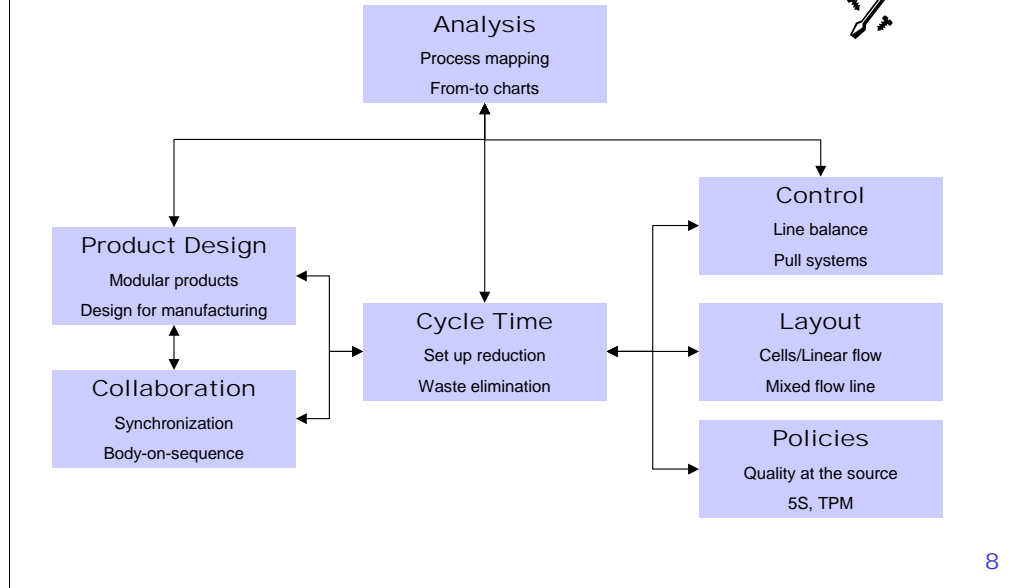 Analysis
Process mapping
From-to charts
Control
Line balance
Pull systems
Product Design
Modular products
Design for manufacturing
Cycle Time
Set up reduction
Waste elimination
Layout
Cells/Linear flow
Mixed flow line
Collaboration
Synchronization
Body-on-sequence
Policies
Quality at the source
5S, TPM
8